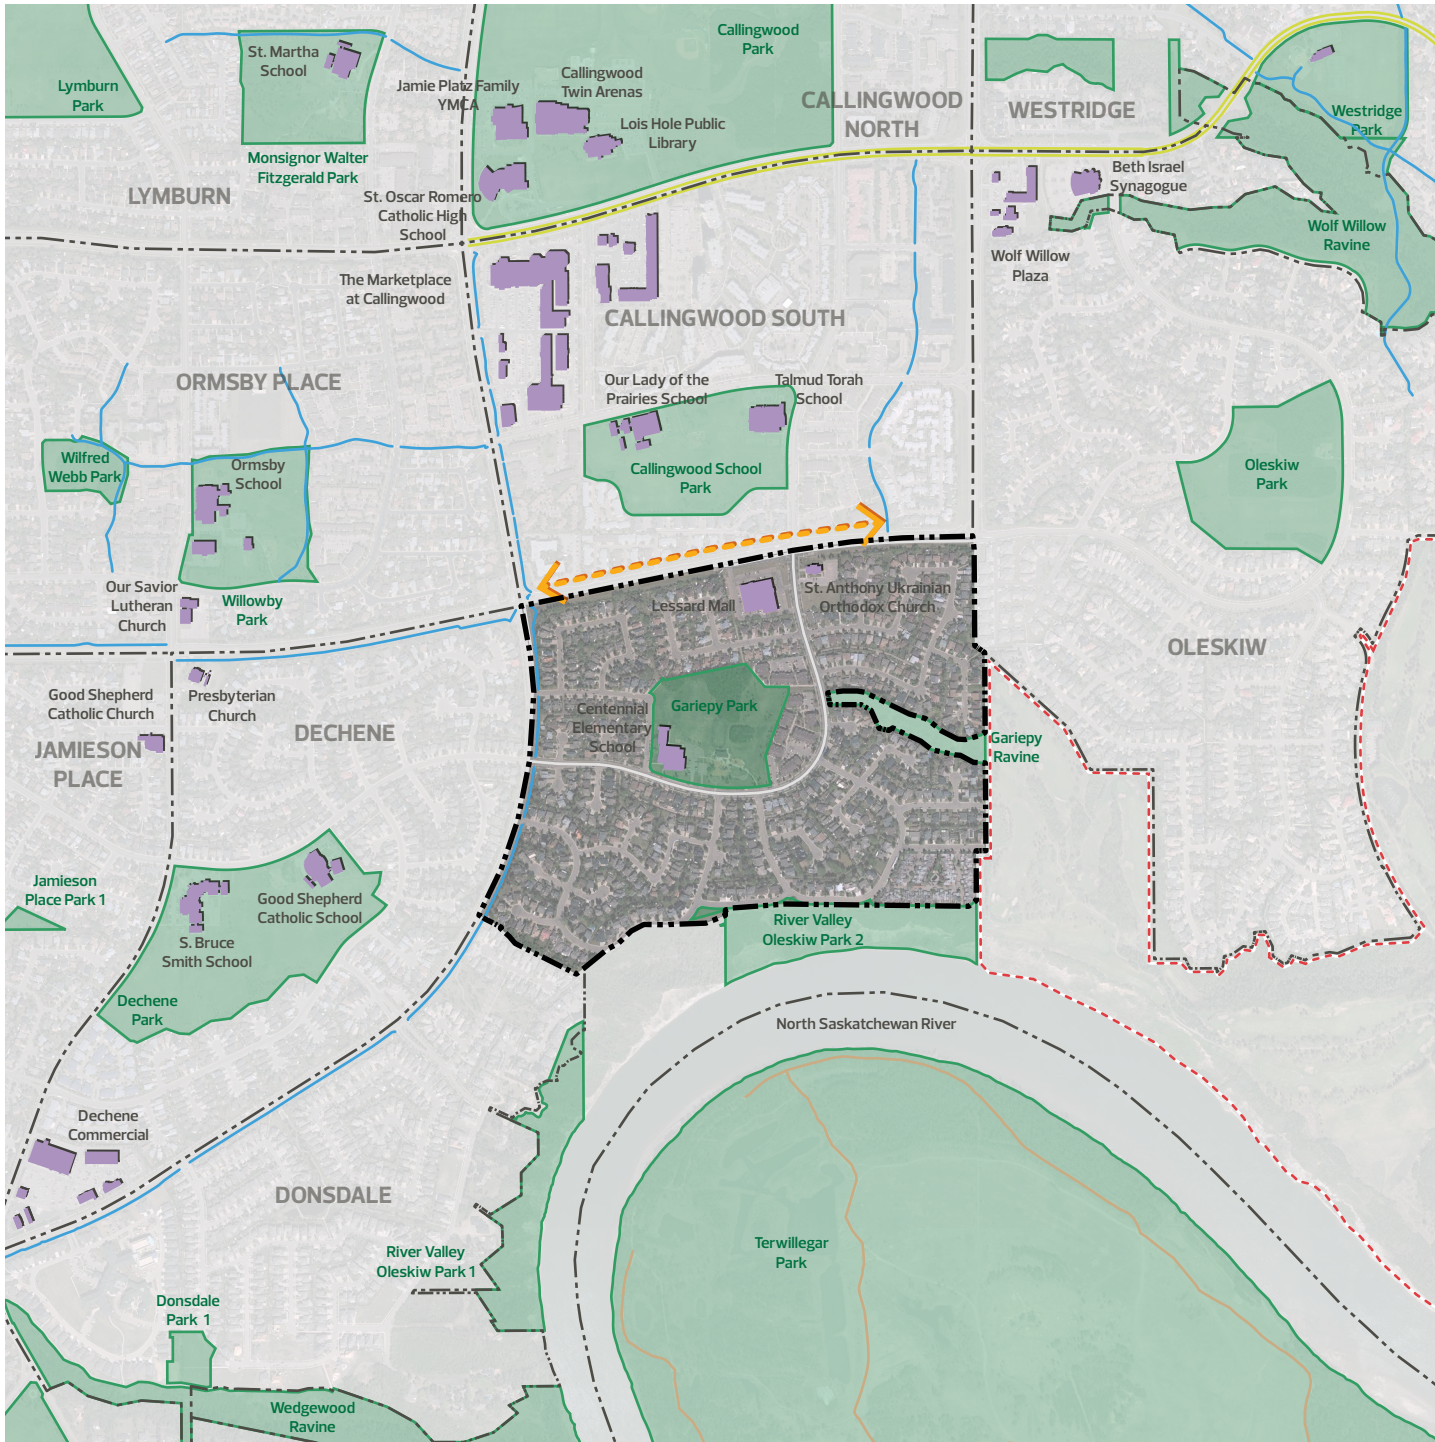 Callingwood
Park
St. Martha
School
Lymburn
Park
Jamie Platz Family
YMCA
Callingwood
Twin Arenas
Lois Hole Public
Library
CALLINGWOOD
NORTH
WESTRIDGE
Westridge
Park
Monsignor Walter
Fitzgerald Park
LYMBURN
St. Oscar Romero
Catholic High
School
Beth Israel
Synagogue
Wolf Willow
Ravine
Wolf Willow
Plaza
The Marketplace
at Callingwood
CALLINGWOOD SOUTH
ORMSBY PLACE
Our Lady of the
Prairies School
Talmud Torah
School
Wilfred
Webb Park
Ormsby
School
Callingwood School
Park
Oleskiw
Park
Our Savior
Lutheran
Church
Willowby
Park
Lessard Mall
St. Anthony Ukrainian
Orthodox Church
OLESKIW
Good Shepherd
Catholic Church
Presbyterian
Church
Centennial
Elementary
School
Gariepy Park
Gariepy
Ravine
DECHENE
JAMIESON
PLACE
Jamieson
Place Park 1
Good Shepherd
Catholic School
S. Bruce
Smith School
Dechene
Park
River Valley
Oleskiw Park 2
North Saskatchewan River
Dechene
Commercial
DONSDALE
River Valley
Oleskiw Park 1
Terwillegar
Park
Donsdale
Park 1
Wedgewood
Ravine